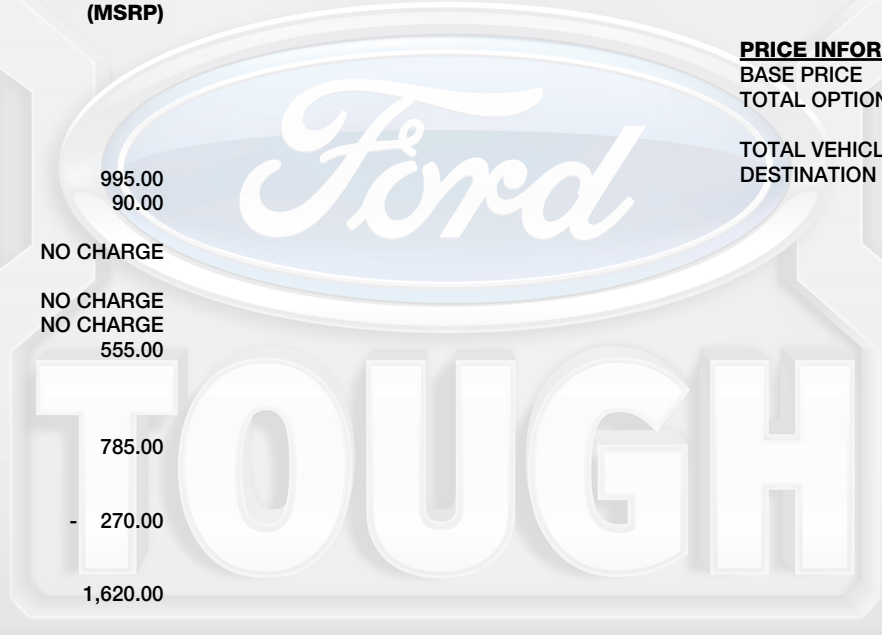 (MSRP)
995.00
90.00
NO CHARGE
NO CHARGE
NO CHARGE
555.00
785.00
- 270.00
1,620.00
PRICE INFOR
BASE PRICE
TOTAL OPTION
TOTAL VEHICL
DESTINATION
Ford
TOUGH